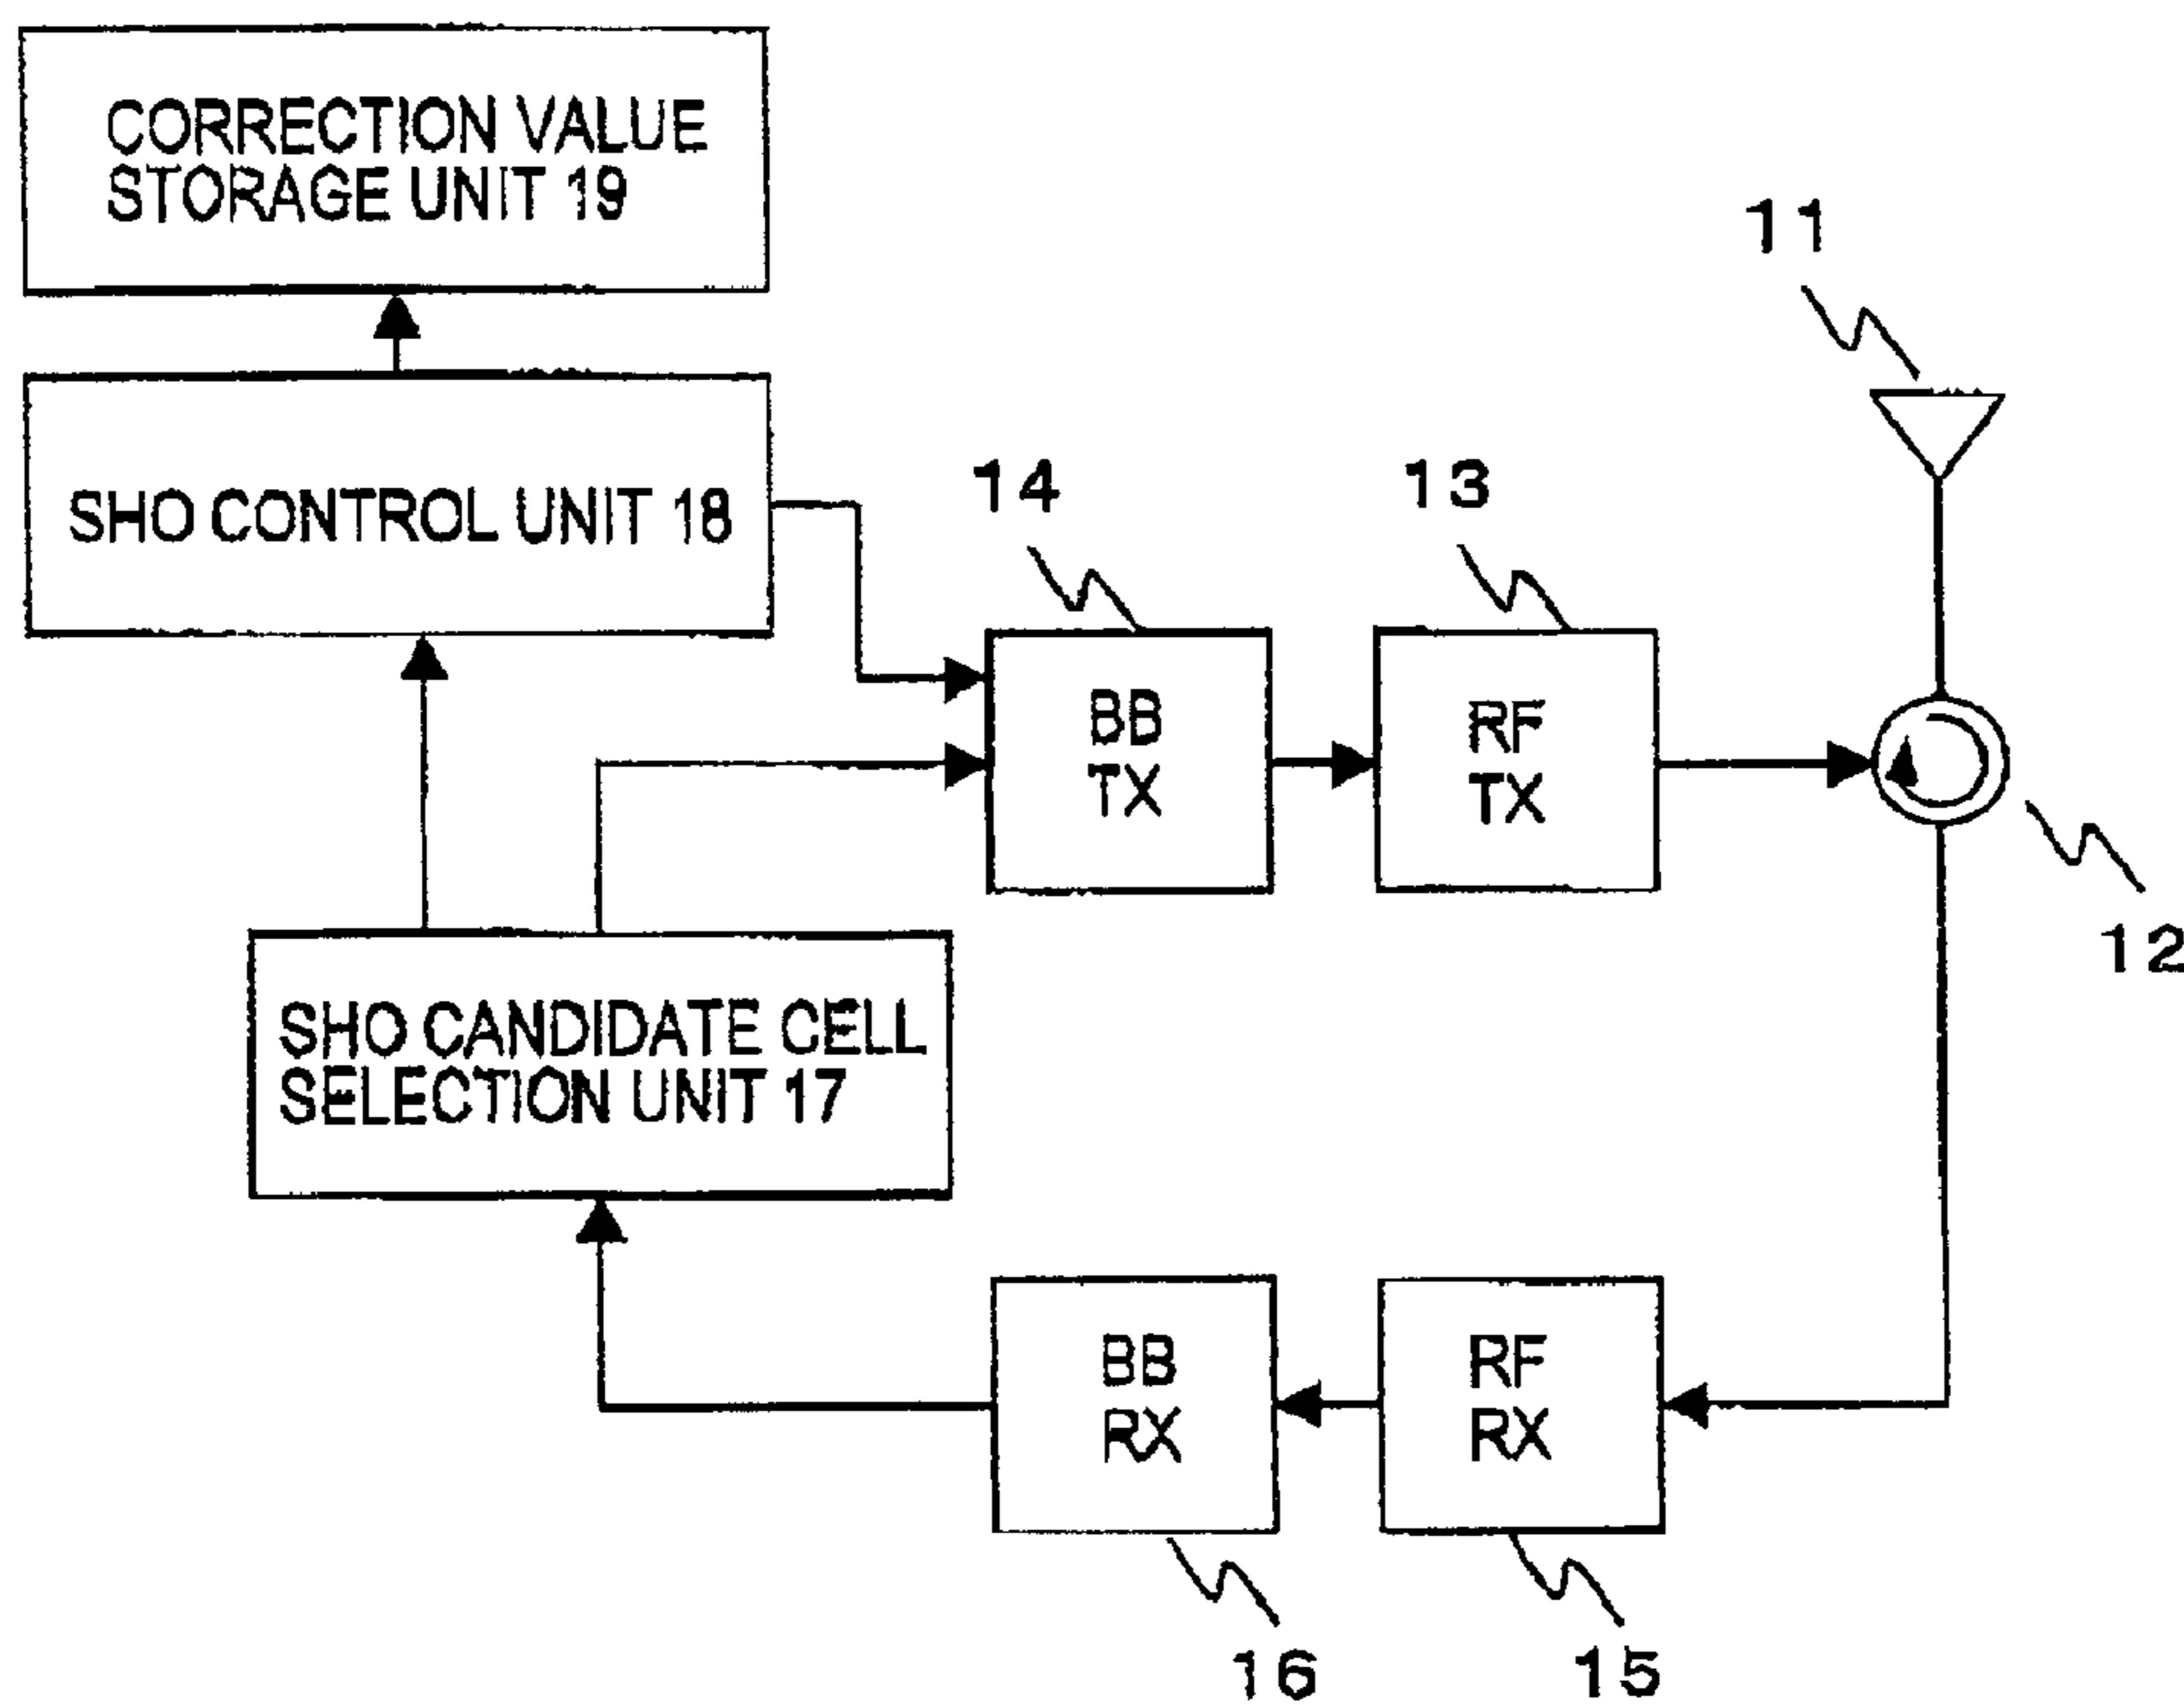 CORRECTION VALUE
STORAGE UNIT 19
11
SHO CONTROL UNIT 18
14
13
BB
TX
RF
TX
12
SHO CANDIDATE CELL
SELECTION UNIT 17
BB
RX
RF
RX
16
15